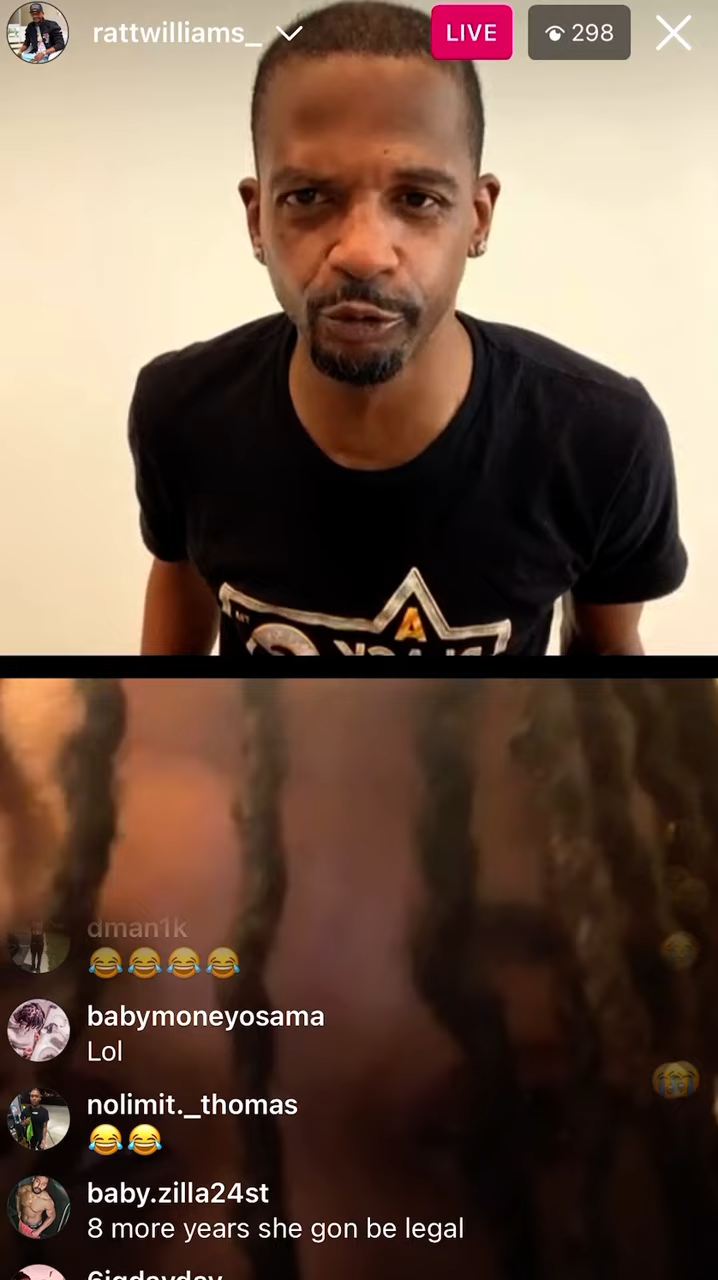 rattwilliams_
LIVE
298
A
dman1k
😂😂😂😂
babymoneyosama
Lol
nolimit._thomas
😂😂
baby.zilla24st
8 more years she gon be legal